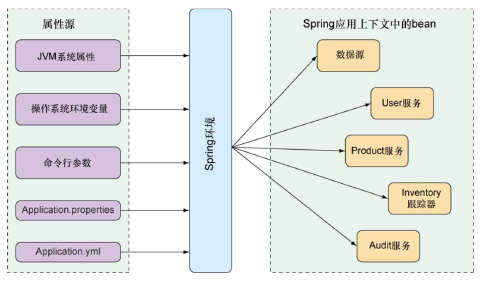 属性源
JVM系统属性
操作系统环境变量
命令行参数
Application.properties
Application.yml
Spring环境
Spring应用上下文中的bean
数据源
User服务
Product服务
Inventory
跟踪器
Audit服务